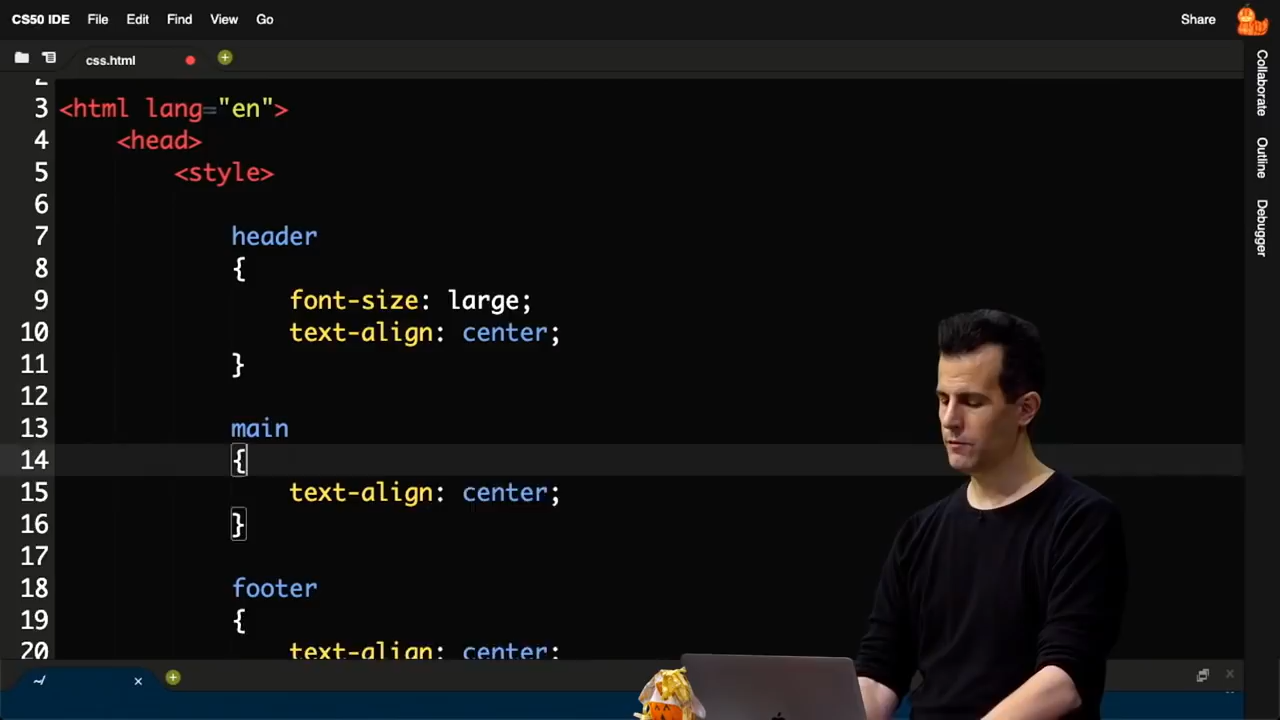 CS50 IDE File Edit Find View Go Share
css.html
Collaborate
Outline
Debugger
2
3 <html lang="en">
4 <head>
5 <style>
6
7 header
8 {
9 font-size: large;
10 text-align: center;
11 }
12
13 main
14 {
15 text-align: center;
16 }
17
18 footer
19 {
20 text-align: center;
~/